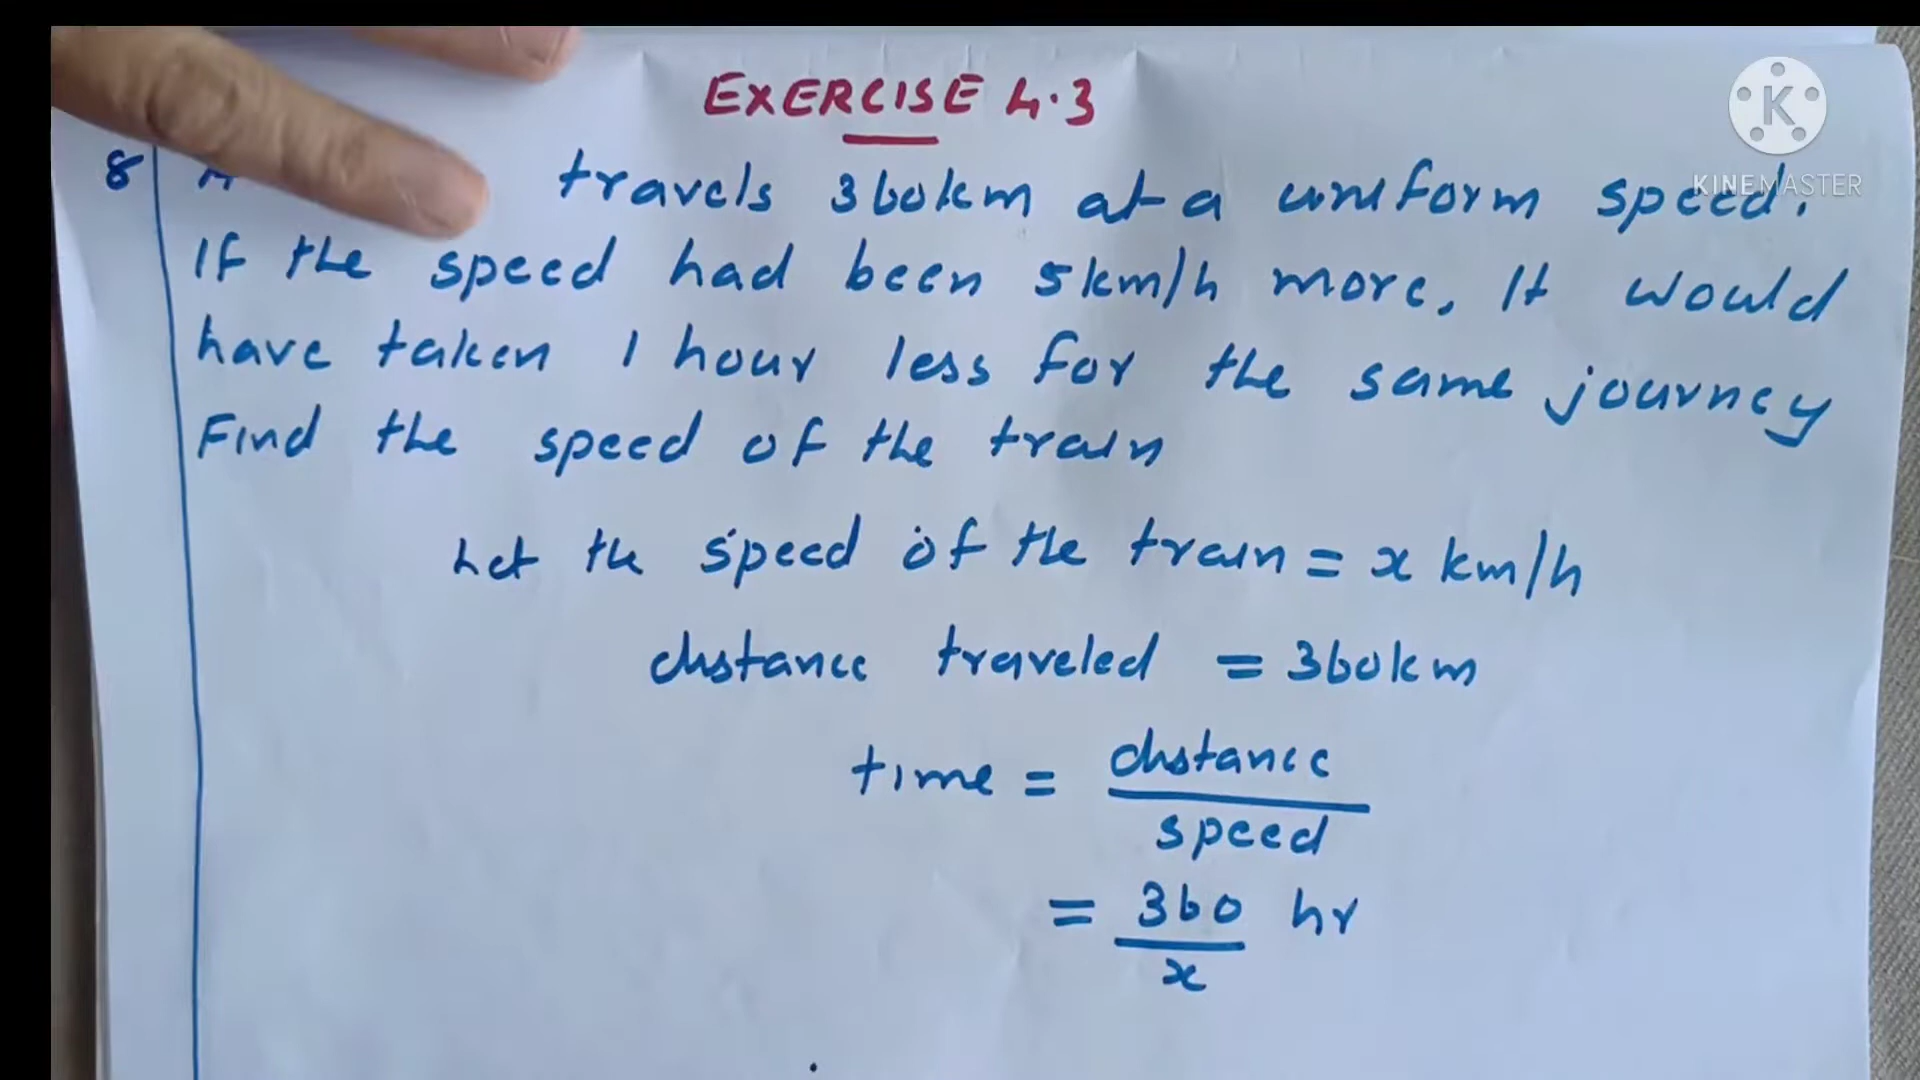 EXERCISE 4.3
KINEMASTER
8 travels 360km at a uniform speed.
If the speed had been 5km/h more, It would
have taken 1 hour less for the same journey
Find the speed of the train
Let the speed of the train = x km/h
distance traveled = 360km
time = distance
speed
= 360 hr
x